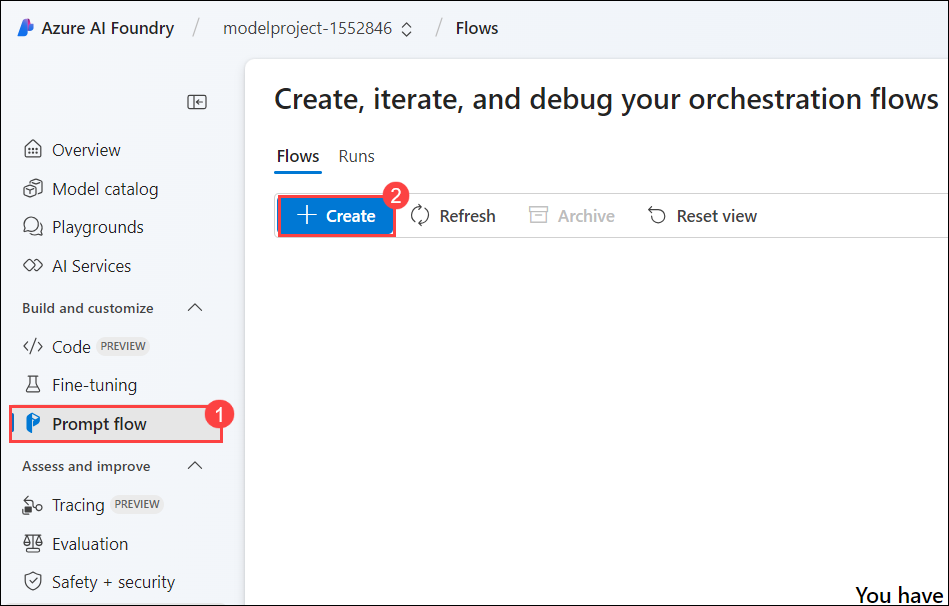 Azure AI Foundry / modelproject-1552846 / Flows
Create, iterate, and debug your orchestration flows
Flows Runs
2
+ Create Refresh Archive Reset view
Overview
Model catalog
Playgrounds
AI Services
Build and customize
Code PREVIEW
Fine-tuning
1
Prompt flow
Assess and improve
Tracing PREVIEW
Evaluation
Safety + security
You have